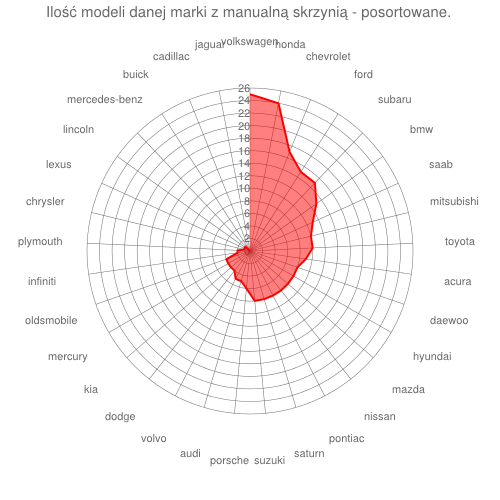 Ilość modeli danej marki z manualną skrzynią - posortowane.
volkswagen
honda
chevrolet
ford
subaru
bmw
saab
mitsubishi
toyota
acura
daewoo
hyundai
mazda
nissan
pontiac
saturn
suzuki
porsche
audi
volvo
dodge
kia
mercury
oldsmobile
infiniti
plymouth
chrysler
lexus
lincoln
mercedes-benz
buick
cadillac
jaguar
26
24
22
20
18
16
14
12
10
8
6
4
2